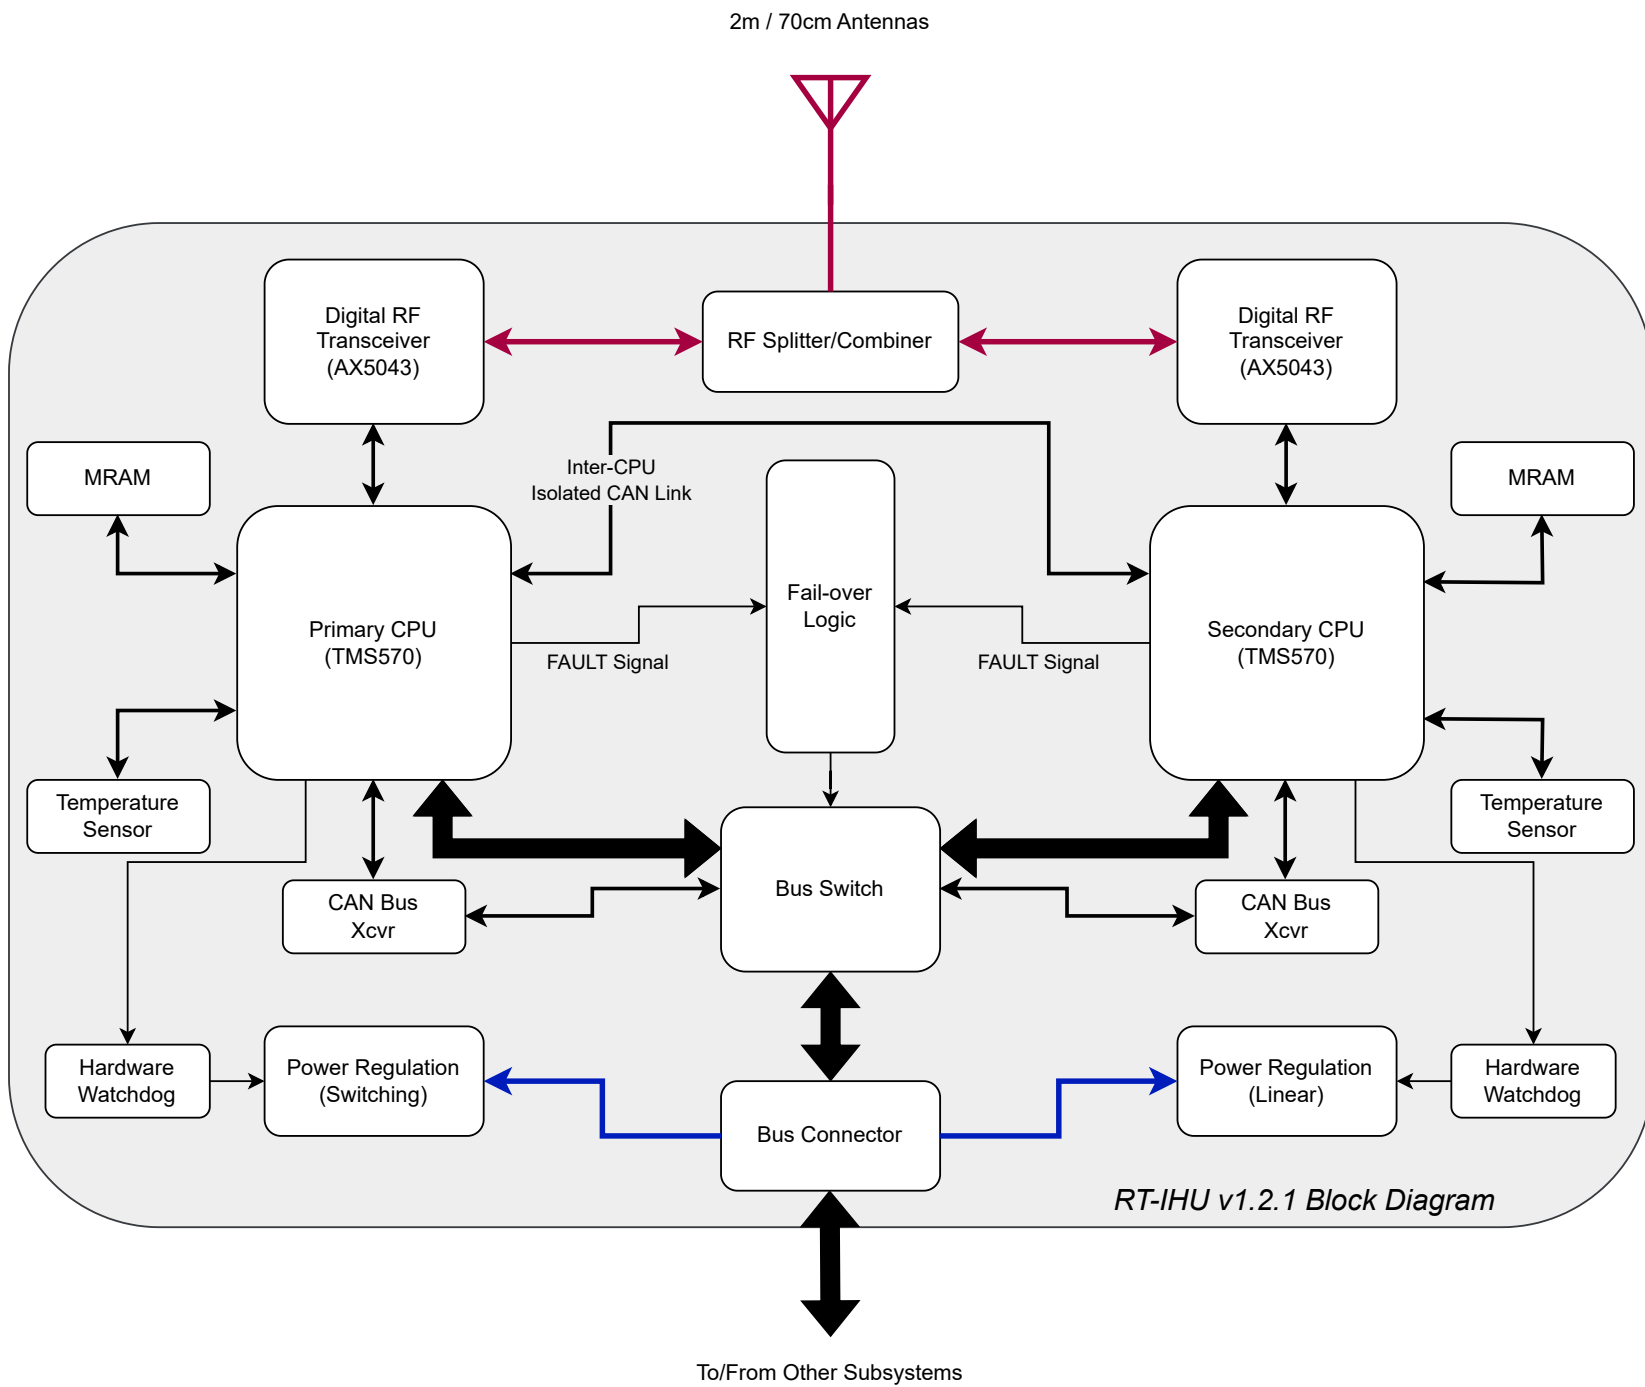 2m / 70cm Antennas
Digital RF
Transceiver
(AX5043)
RF Splitter/Combiner
Digital RF
Transceiver
(AX5043)
MRAM
Inter-CPU
Isolated CAN Link
MRAM
Primary CPU
(TMS570)
FAULT Signal
Fail-over
Logic
FAULT Signal
Secondary CPU
(TMS570)
Temperature
Sensor
Temperature
Sensor
CAN Bus
Xcvr
Bus Switch
CAN Bus
Xcvr
Hardware
Watchdog
Power Regulation
(Switching)
Bus Connector
Power Regulation
(Linear)
Hardware
Watchdog
RT-IHU v1.2.1 Block Diagram
To/From Other Subsystems